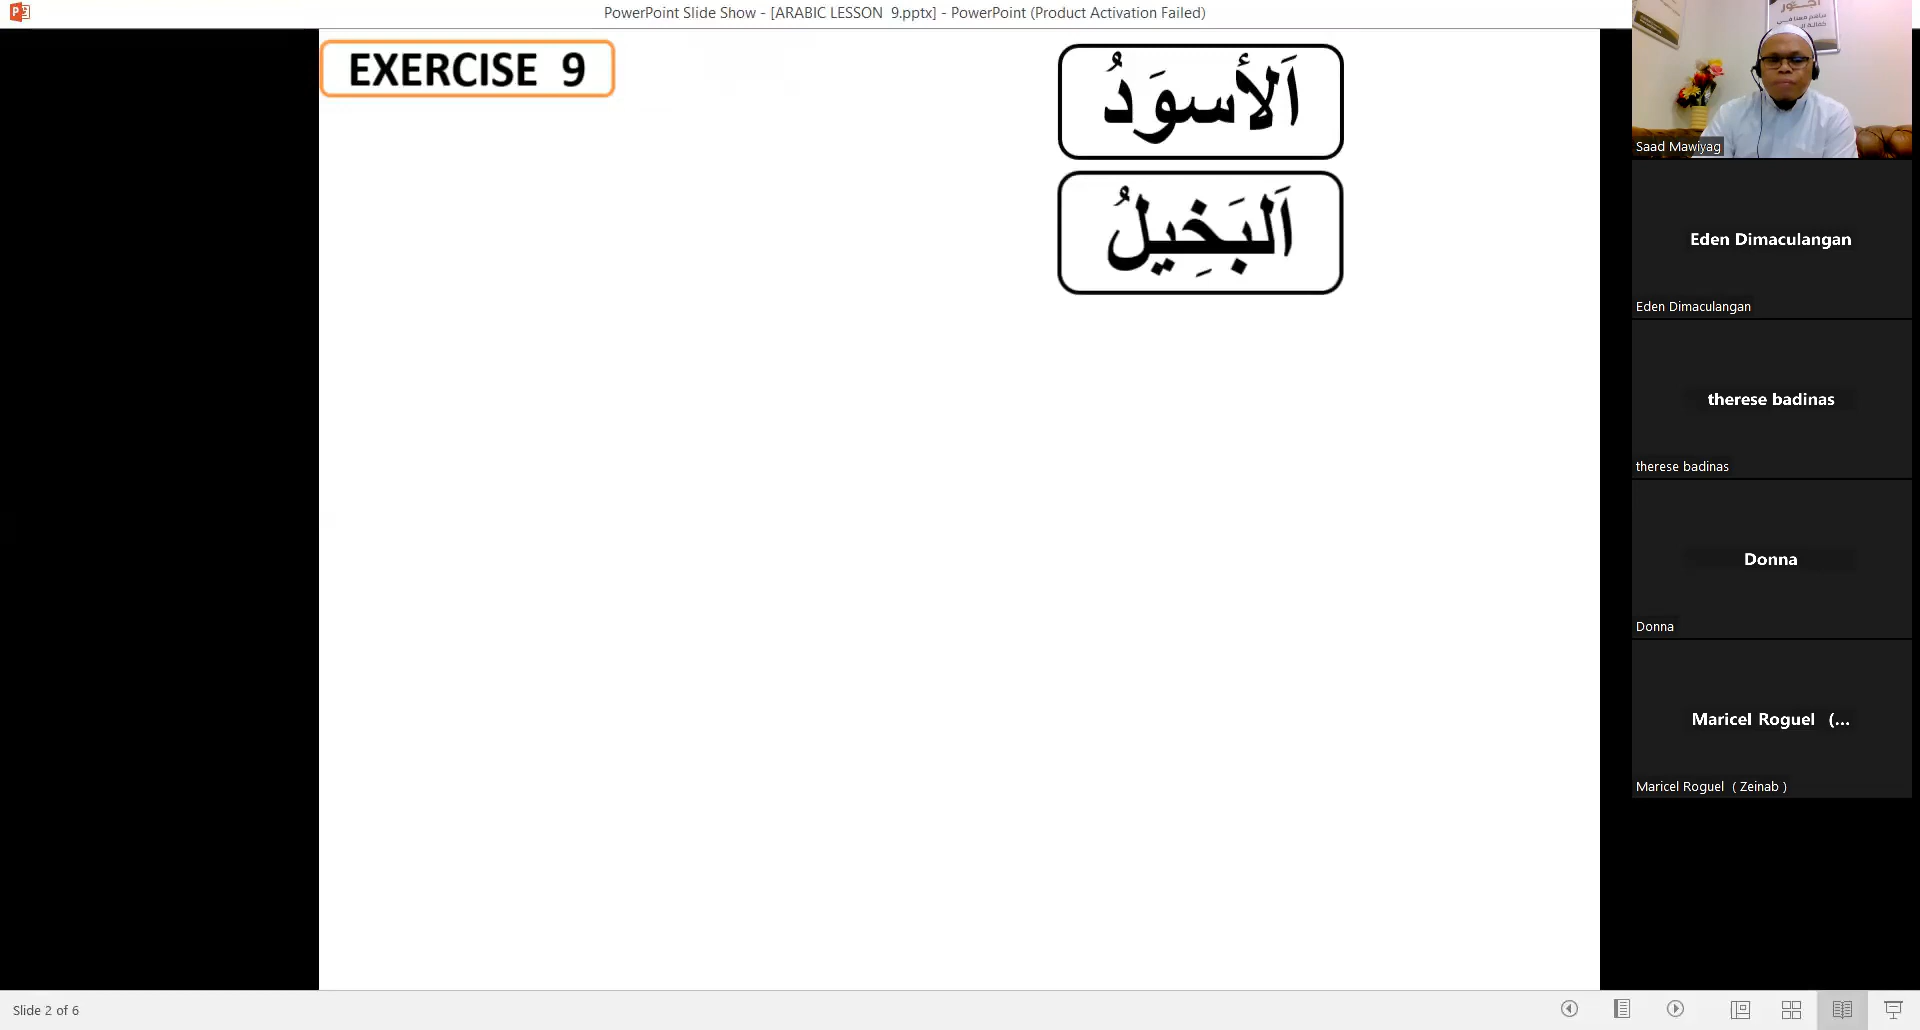 PowerPoint Slide Show - [ARABIC LESSON 9.pptx] - PowerPoint (Product Activation Failed)
EXERCISE 9
اَلأَسوَدُ
اَلبَخِيلُ
Saad Mawiyag
Eden Dimaculangan
Eden Dimaculangan
therese badinas
therese badinas
Donna
Donna
Maricel Roguel (...
Maricel Roguel ( Zeinab )
Slide 2 of 6